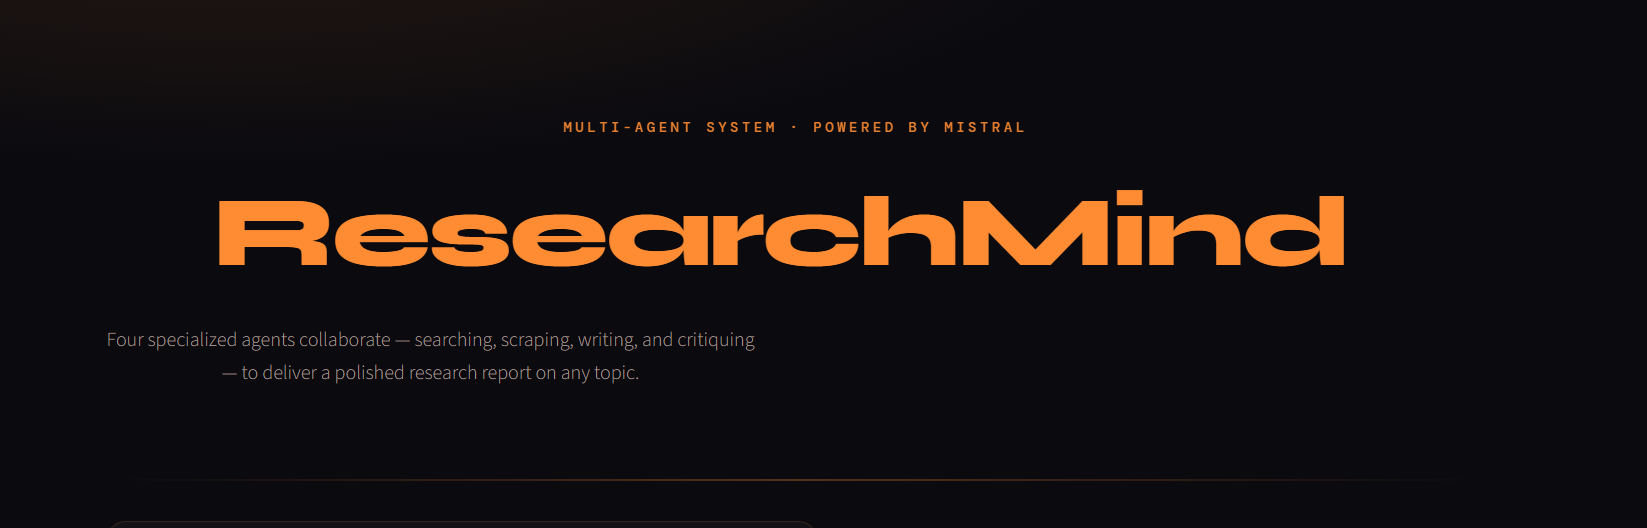 MULTI-AGENT SYSTEM · POWERED BY MISTRAL
ResearchMind
Four specialized agents collaborate — searching, scraping, writing, and critiquing
— to deliver a polished research report on any topic.